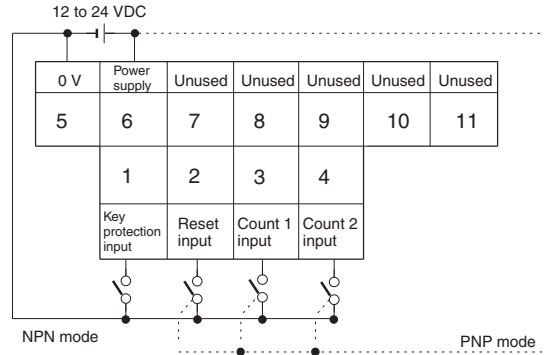 12 to 24 VDC
0 V
Power
supply
Unused
Unused
Unused
Unused
Unused
5
6
7
8
9
10
11
1
2
3
4
Key
protection
input
Reset
input
Count 1
input
Count 2
input
NPN mode
PNP mode